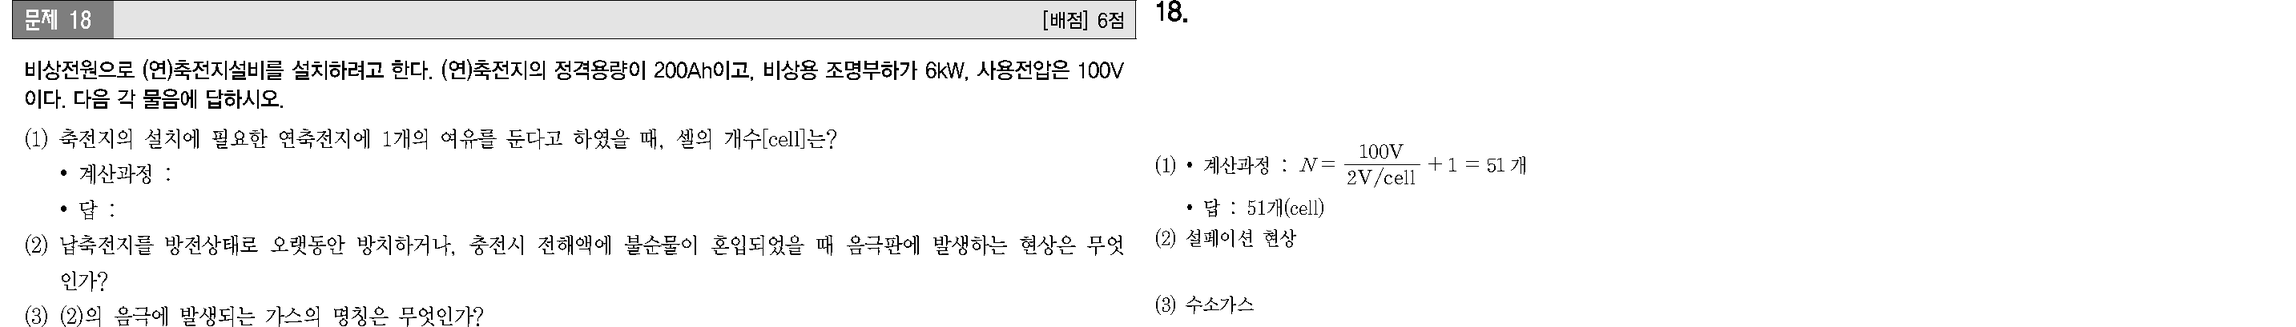 문제 18
[배점] 6점
비상전원으로 (연)축전지설비를 설치하려고 한다. (연)축전지의 정격용량이 200Ah이고, 비상용 조명부하가 6kW, 사용전압은 100V
이다. 다음 각 물음에 답하시오.
(1) 축전지의 설치에 필요한 연축전지에 1개의 여유를 둔다고 하였을 때, 셀의 개수[cell]는?
• 계산과정 :
• 답 :
(2) 납축전지를 방전상태로 오랫동안 방치하거나, 충전시 전해액에 불순물이 혼입되었을 때 음극판에 발생하는 현상은 무엇
인가?
(3) (2)의 음극에 발생되는 가스의 명칭은 무엇인가?
18.
(1) • 계산과정 : N = 100V / 2V/cell + 1 = 51 개
• 답 : 51개(cell)
(2) 설페이션 현상
(3) 수소가스